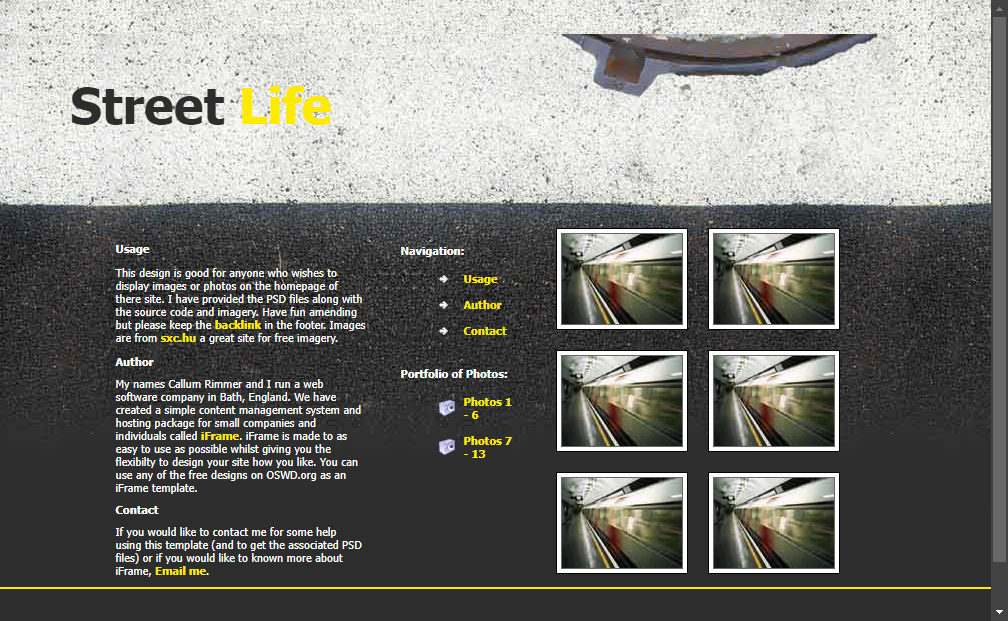 Street Life
Usage
This design is good for anyone who wishes to
display images or photos on the homepage of
there site. I have provided the PSD files along with
the source code and imagery. Have fun amending
but please keep the backlink in the footer. Images
are from sxc.hu a great site for free imagery.
Author
My names Callum Rimmer and I run a web
software company in Bath, England. We have
created a simple content management system and
hosting package for small companies and
individuals called iFrame. iFrame is made to as
easy to use as possible whilst giving you the
flexibilty to design your site how you like. You can
use any of the free designs on OSWD.org as an
iFrame template.
Contact
If you would like to contact me for some help
using this template (and to get the associated PSD
files) or if you would like to known more about
iFrame, Email me.
Navigation:
Usage
Author
Contact
Portfolio of Photos:
Photos 1
- 6
Photos 7
- 13